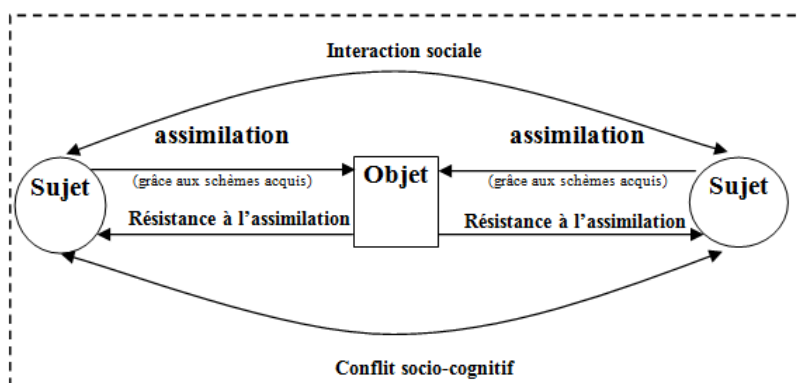 Interaction sociale
assimilation assimilation
Sujet (grâce aux schèmes acquis) Objet (grâce aux schèmes acquis) Sujet
Résistance à l’assimilation Résistance à l’assimilation
Conflit socio-cognitif